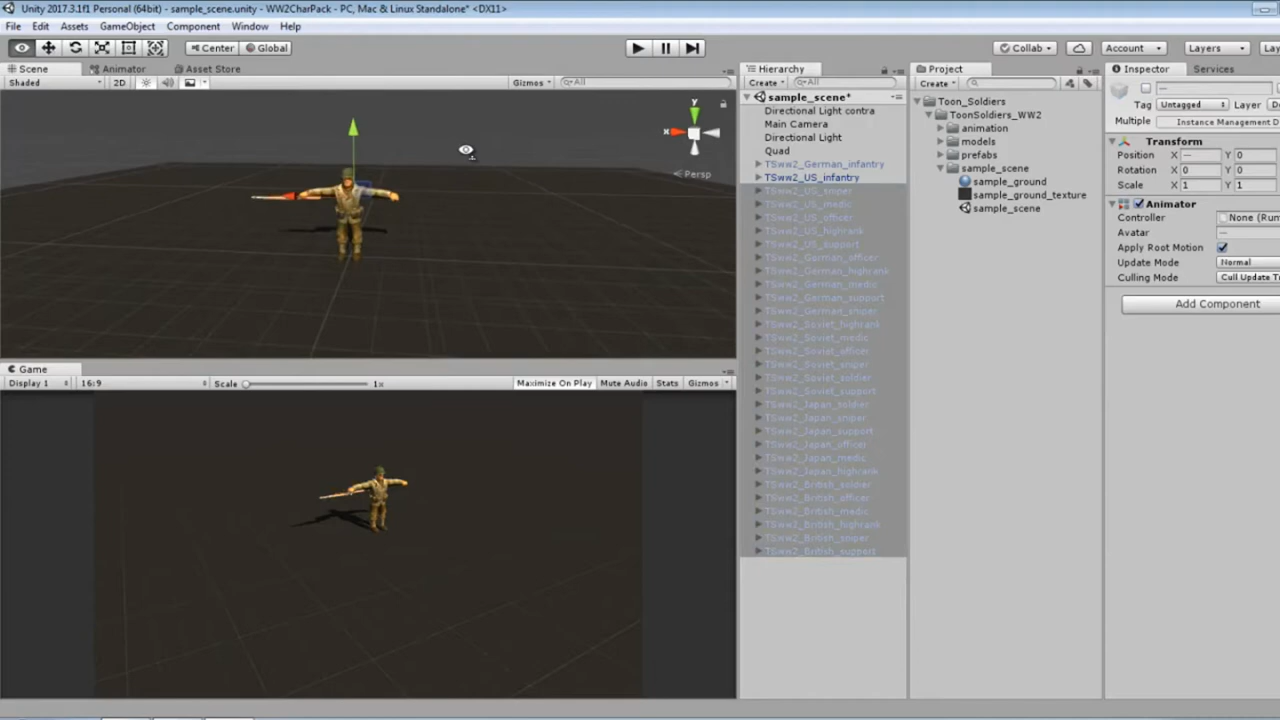 Unity 2017.3.1f1 Personal (64bit) - sample_scene.unity - WW2CharPack - PC, Mac & Linux Standalone* <DX11>
File Edit Assets GameObject Component Window Help
Center Global
Collab Account Layers
Scene Animator Asset Store
Shaded 2D Gizmos All
y
x
Persp
Game
Display 1 16:9 Scale 1x Maximize On Play Mute Audio Stats Gizmos
Hierarchy
Create All
sample_scene*
Directional Light contra
Main Camera
Directional Light
Quad
TSww2_German_infantry
TSww2_US_infantry
TSww2_US_sniper
TSww2_US_medic
TSww2_US_officer
TSww2_US_highrank
TSww2_US_support
TSww2_German_officer
TSww2_German_highrank
TSww2_German_medic
TSww2_German_support
TSww2_German_sniper
TSww2_Soviet_highrank
TSww2_Soviet_medic
TSww2_Soviet_officer
TSww2_Soviet_sniper
TSww2_Soviet_soldier
TSww2_Soviet_support
TSww2_Japan_soldier
TSww2_Japan_sniper
TSww2_Japan_support
TSww2_Japan_officer
TSww2_Japan_medic
TSww2_Japan_highrank
TSww2_British_soldier
TSww2_British_officer
TSww2_British_medic
TSww2_British_highrank
TSww2_British_sniper
TSww2_British_support
Project
Create
Toon_Soldiers
ToonSoldiers_WW2
animation
models
prefabs
sample_scene
sample_ground
sample_ground_texture
sample_scene
Inspector Services
Tag Untagged Layer
Multiple Instance Management D
Transform
Position X — Y 0
Rotation X 0 Y 0
Scale X 1 Y 1
Animator
Controller None (Run
Avatar —
Apply Root Motion
Update Mode Normal
Culling Mode Cull Update T
Add Component